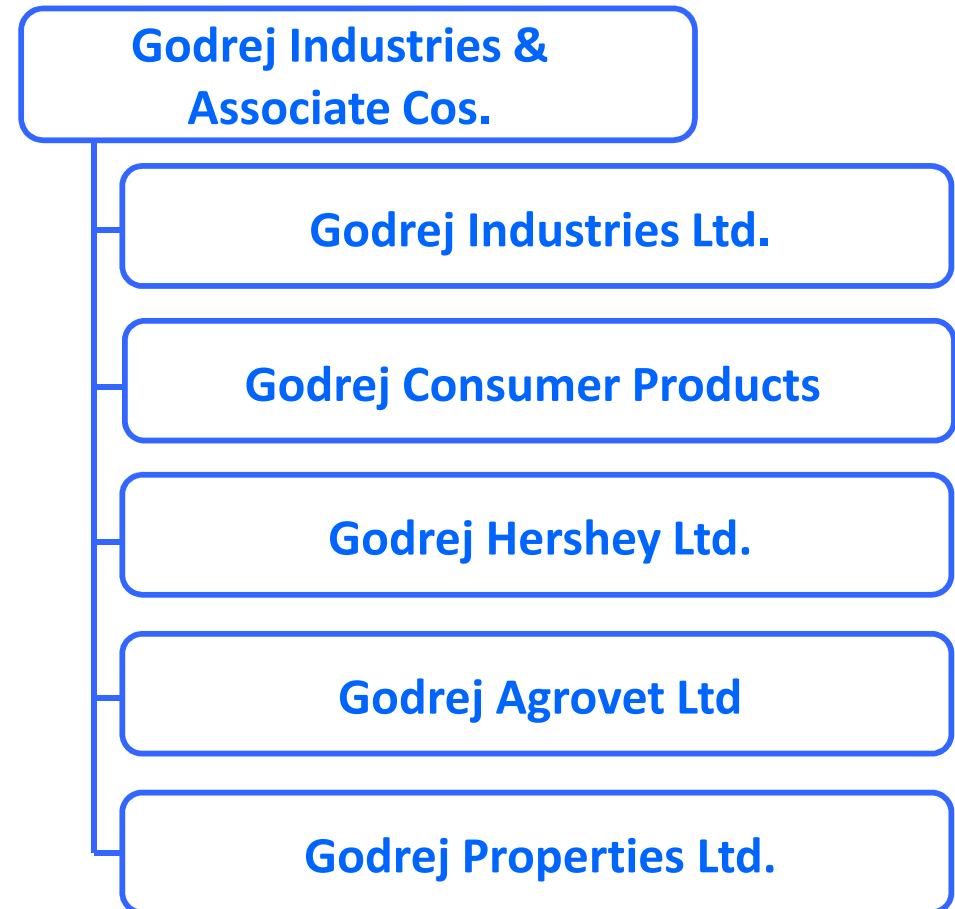 Godrej Industries &
Associate Cos.
Godrej Industries Ltd.
Godrej Consumer Products
Godrej Hershey Ltd.
Godrej Agrovet Ltd
Godrej Properties Ltd.